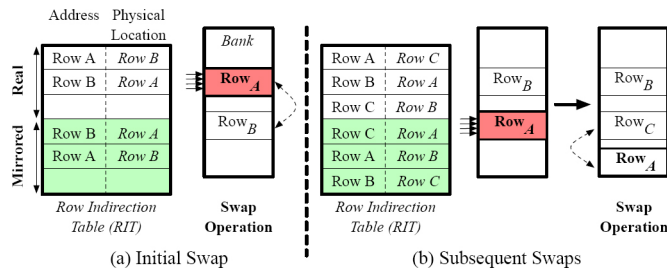 Address
Physical
Location
Real
Mirrored
Row A Row B
Row B Row A
Row B Row A
Row A Row B
Row Indirection
Table (RIT)
Bank
Row A
Row B
Swap
Operation
(a) Initial Swap
Row A Row C
Row B Row A
Row C Row B
Row C Row A
Row A Row B
Row B Row C
Row Indirection
Table (RIT)
Row B
Row A
Row B
Row C
Row A
Swap
Operation
(b) Subsequent Swaps